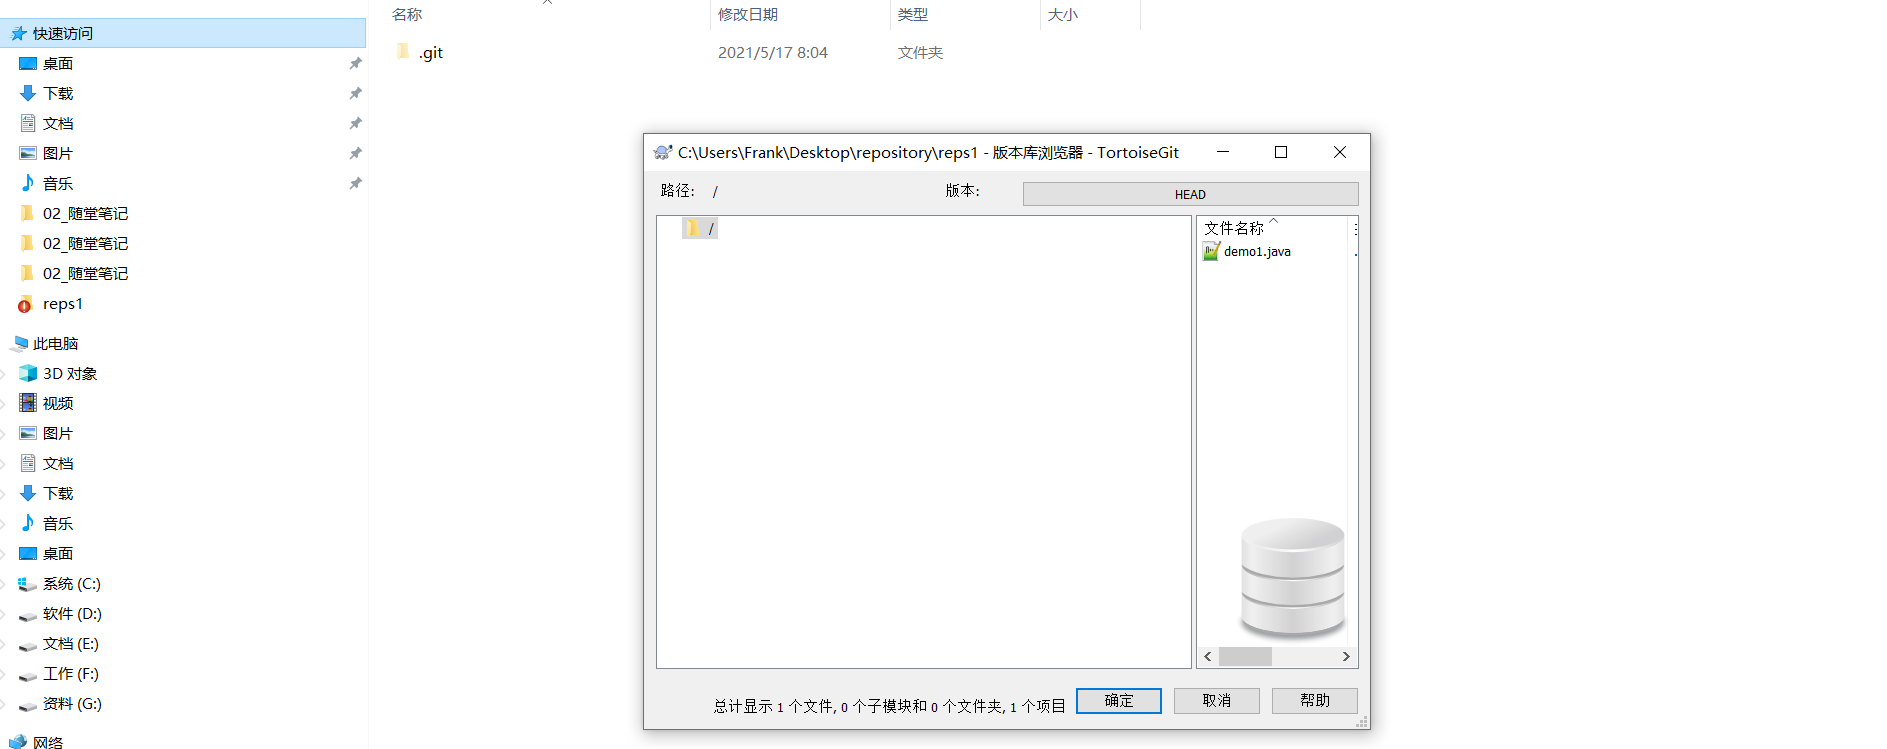 快速访问
桌面
下载
文档
图片
音乐
02_随堂笔记
02_随堂笔记
02_随堂笔记
reps1
此电脑
3D 对象
视频
图片
文档
下载
音乐
桌面
系统 (C:)
软件 (D:)
文档 (E:)
工作 (F:)
资料 (G:)
网络
名称 修改日期 类型 大小
.git 2021/5/17 8:04 文件夹
C:\Users\Frank\Desktop\repository\reps1 - 版本库浏览器 - TortoiseGit
路径: / 版本: HEAD
/
文件名称
demo1.java
总计显示 1 个文件, 0 个子模块和 0 个文件夹, 1 个项目
确定 取消 帮助